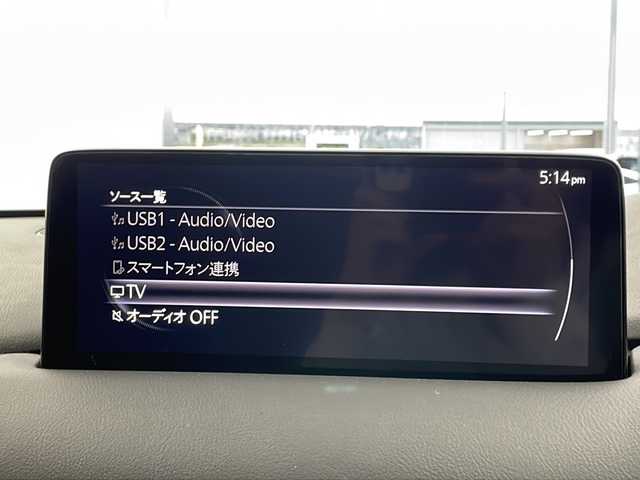 5:14pm
ソース一覧
USB1 - Audio/Video
USB2 - Audio/Video
スマートフォン連携
TV
オーディオ OFF